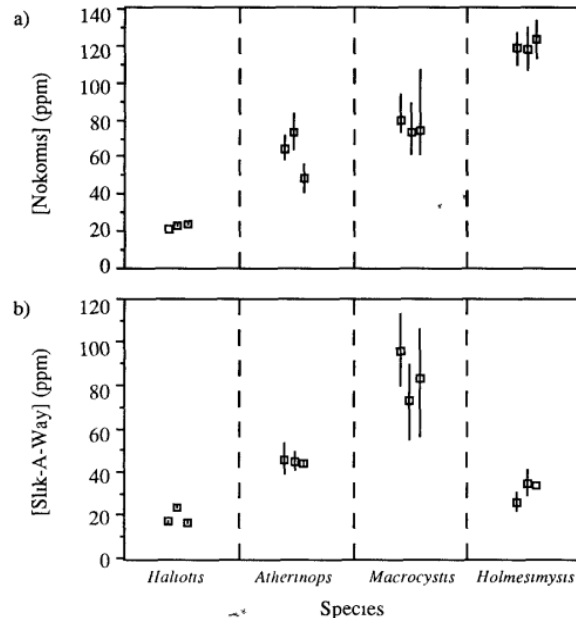 a)
[Nokomis] (ppm)
140
120
100
80
60
40
20
0
b)
[Slik-A-Way] (ppm)
120
100
80
60
40
20
0
Haliotis Atherinops Macrocystis Holmesimysis
Species